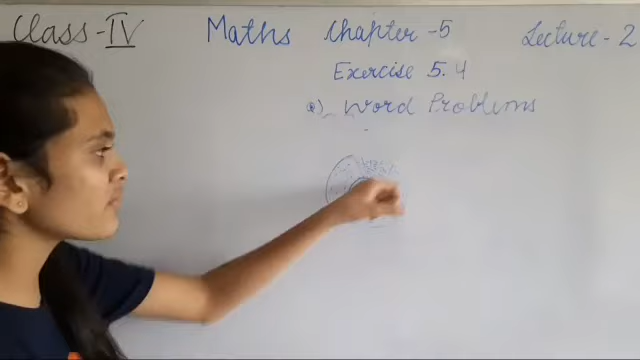 Class-IV Maths Chapter-5 Lecture-2
Exercise 5.4
Word Problems